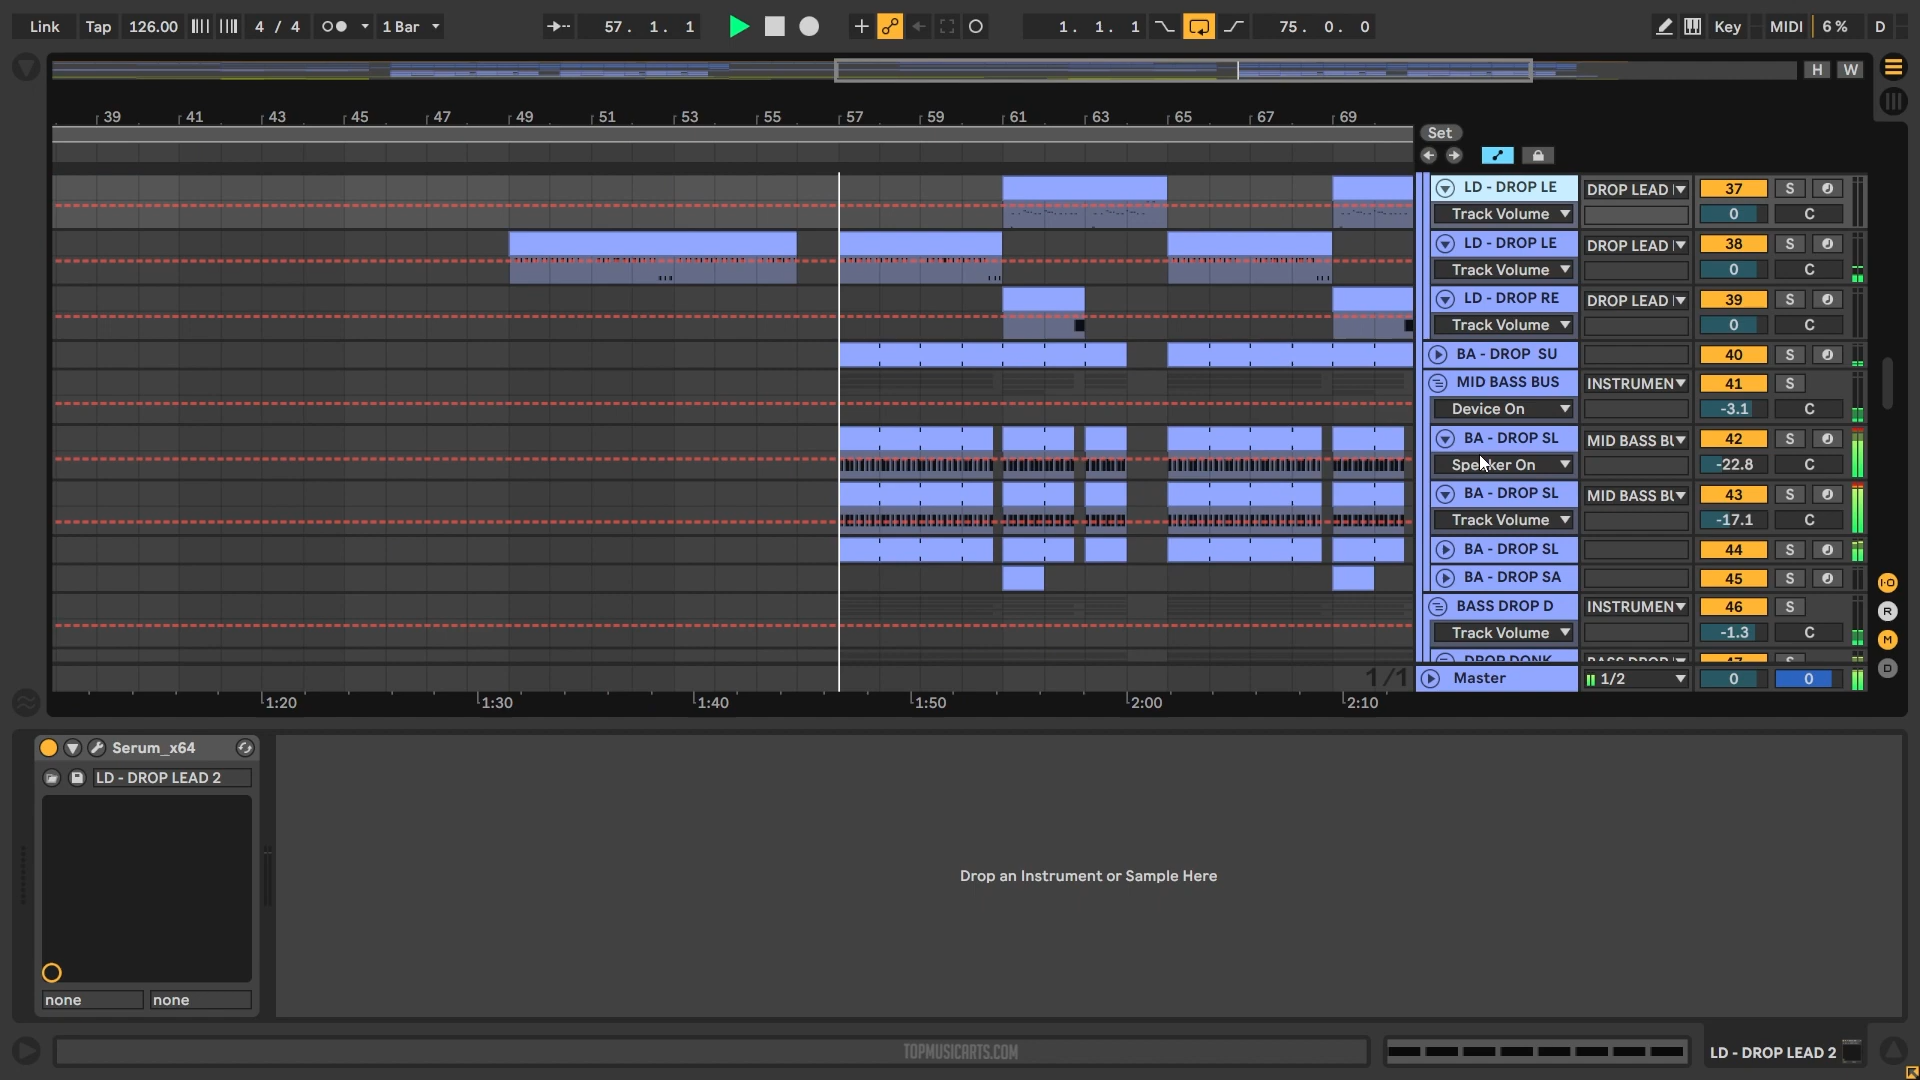 Link Tap 126.00 4 / 4 1 Bar 57. 1. 1 1. 1. 1 75. 0. 0 Key MIDI 6 % D
H W
39 41 43 45 47 49 51 53 55 57 59 61 63 65 67 69
Set
LD - DROP LE DROP LEAD 37 S
Track Volume 0 C
LD - DROP LE DROP LEAD 38 S
Track Volume 0 C
LD - DROP RE DROP LEAD 39 S
Track Volume 0 C
BA - DROP SU 40 S
MID BASS BUS INSTRUMEN 41 S
Device On -3.1 C
BA - DROP SL MID BASS BU 42 S
Speaker On -22.8 C
BA - DROP SL MID BASS BU 43 S
Track Volume -17.1 C
BA - DROP SL 44 S
BA - DROP SA 45 S
I·O
BASS DROP D INSTRUMEN 46 S
R
Track Volume -1.3 C
M
DROP DONK BASS DROP 47 S
D
1/1 Master 1/2 0 0
1:20 1:30 1:40 1:50 2:00 2:10
Serum_x64
LD - DROP LEAD 2
Drop an Instrument or Sample Here
none none
TOPMUSICARTS.COM LD - DROP LEAD 2